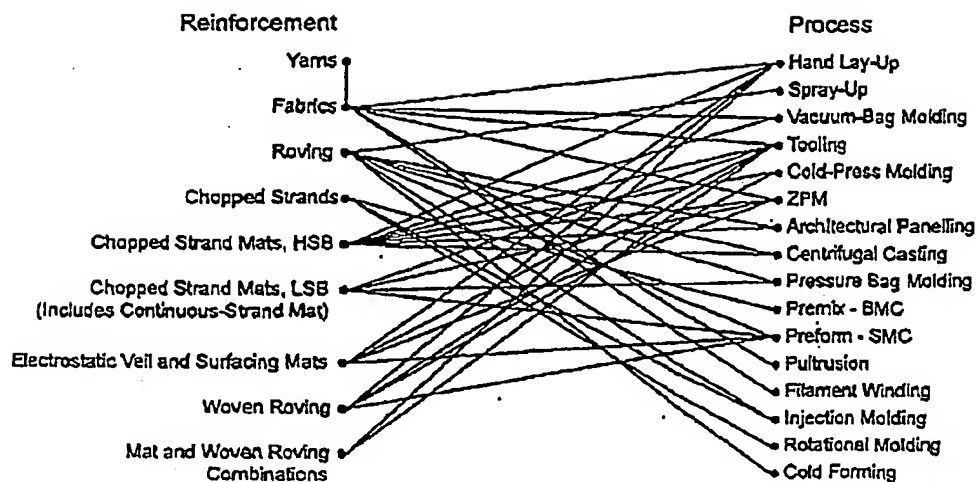 Reinforcement
Yarns
Fabrics
Roving
Chopped Strands
Chopped Strand Mats, HSB
Chopped Strand Mats, LSB
(Includes Continuous-Strand Mat)
Electrostatic Veil and Surfacing Mats
Woven Roving
Mat and Woven Roving
Combinations
Process
Hand Lay-Up
Spray-Up
Vacuum-Bag Molding
Tooling
Cold-Press Molding
ZPM
Architectural Panelling
Centrifugal Casting
Pressure Bag Molding
Premix - BMC
Preform - SMC
Pultrusion
Filament Winding
Injection Molding
Rotational Molding
Cold Forming